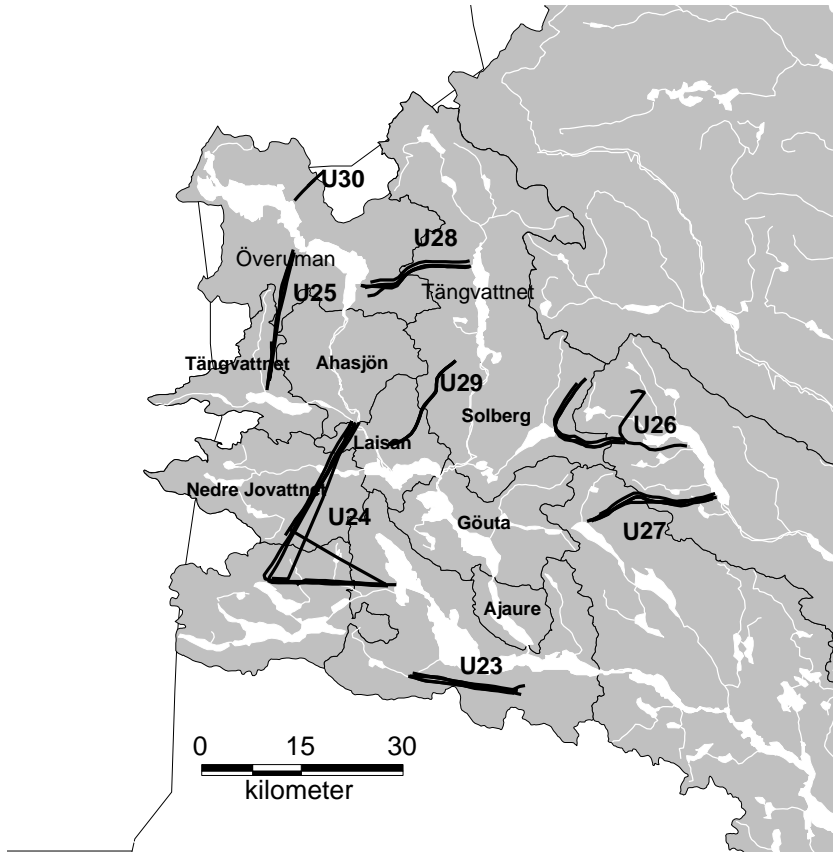 U30
U28
Överuman
U25
Tängvattnet
Tängvattnet
Ahasjön
U29
Solberg
U26
Laisan
Nedre Jovattnet
U24
Göuta
U27
Ajaure
U23
0 15 30
kilometer